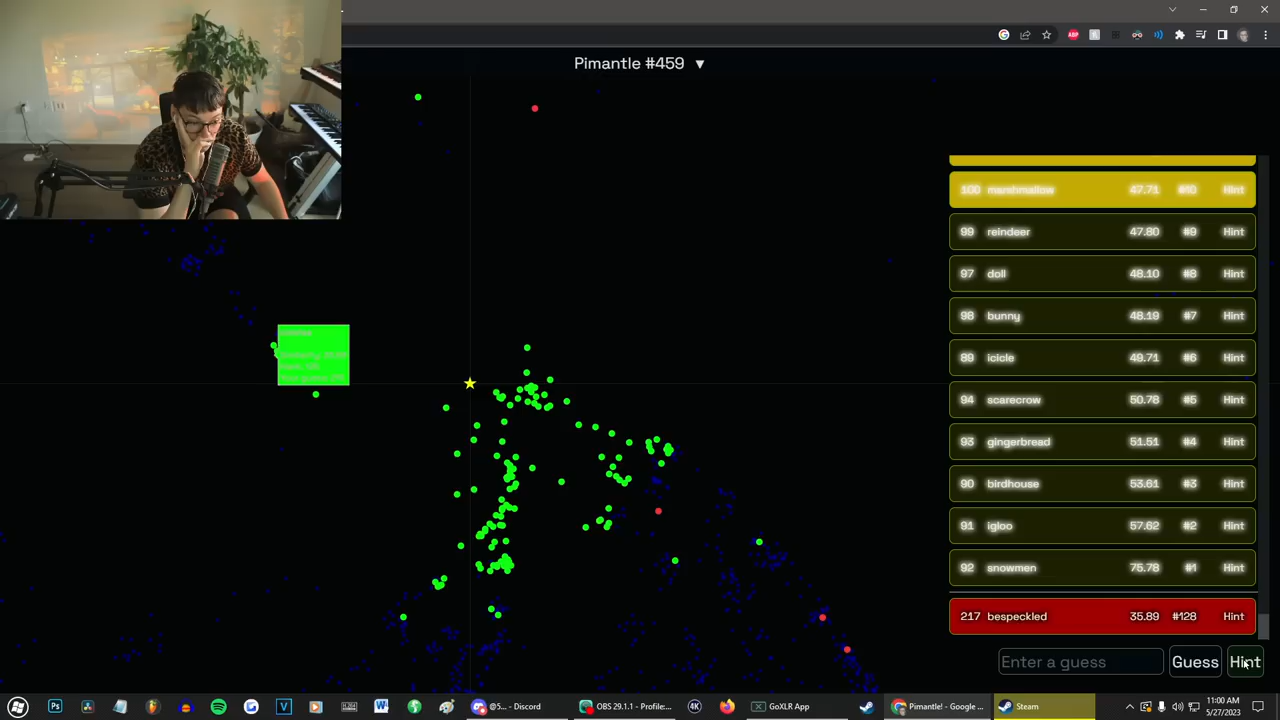 Pimantle #459 ▼
100 marshmallow 47.71 #10 Hint
99 reindeer 47.80 #9 Hint
97 doll 48.10 #8 Hint
98 bunny 48.19 #7 Hint
89 icicle 49.71 #6 Hint
94 scarecrow 50.78 #5 Hint
93 gingerbread 51.51 #4 Hint
90 birdhouse 53.61 #3 Hint
91 igloo 57.62 #2 Hint
92 snowmen 75.78 #1 Hint
217 bespeckled 35.89 #128 Hint
Enter a guess Guess Hint
@5... - Discord
OBS 29.1.1 - Profile:...
GoXLR App
Pimantle! - Google ...
Steam
11:00 AM
5/27/2023